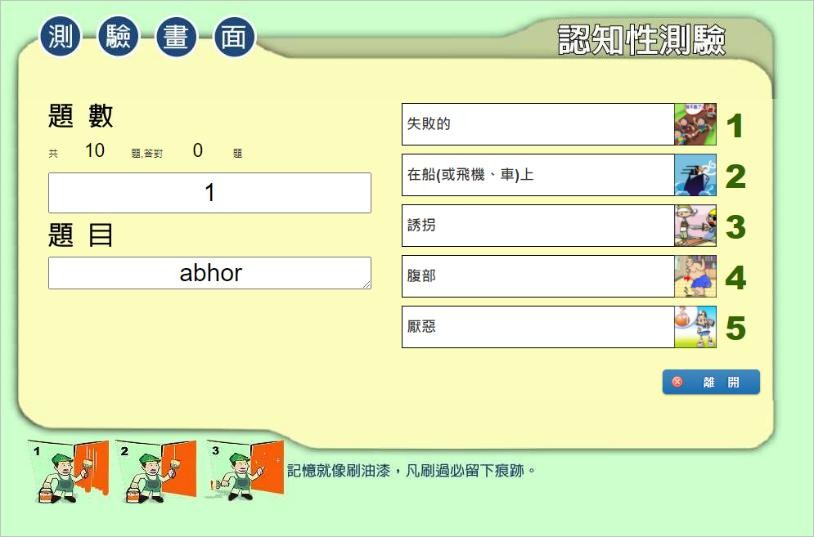 測驗畫面
認知性測驗
題數
共 10 題,答對 0 題
1
題目
abhor
失敗的 1
在船(或飛機、車)上 2
誘拐 3
腹部 4
厭惡 5
離開
1 2 3
記憶就像刷油漆，凡刷過必留下痕跡。